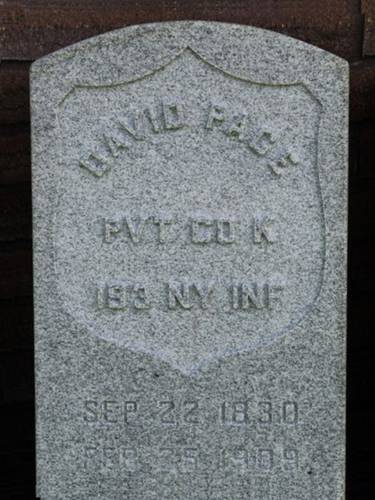 DAVID PAGE
PVT. CO K
193 NY INF
SEP 22 1830
FEB 25 1909